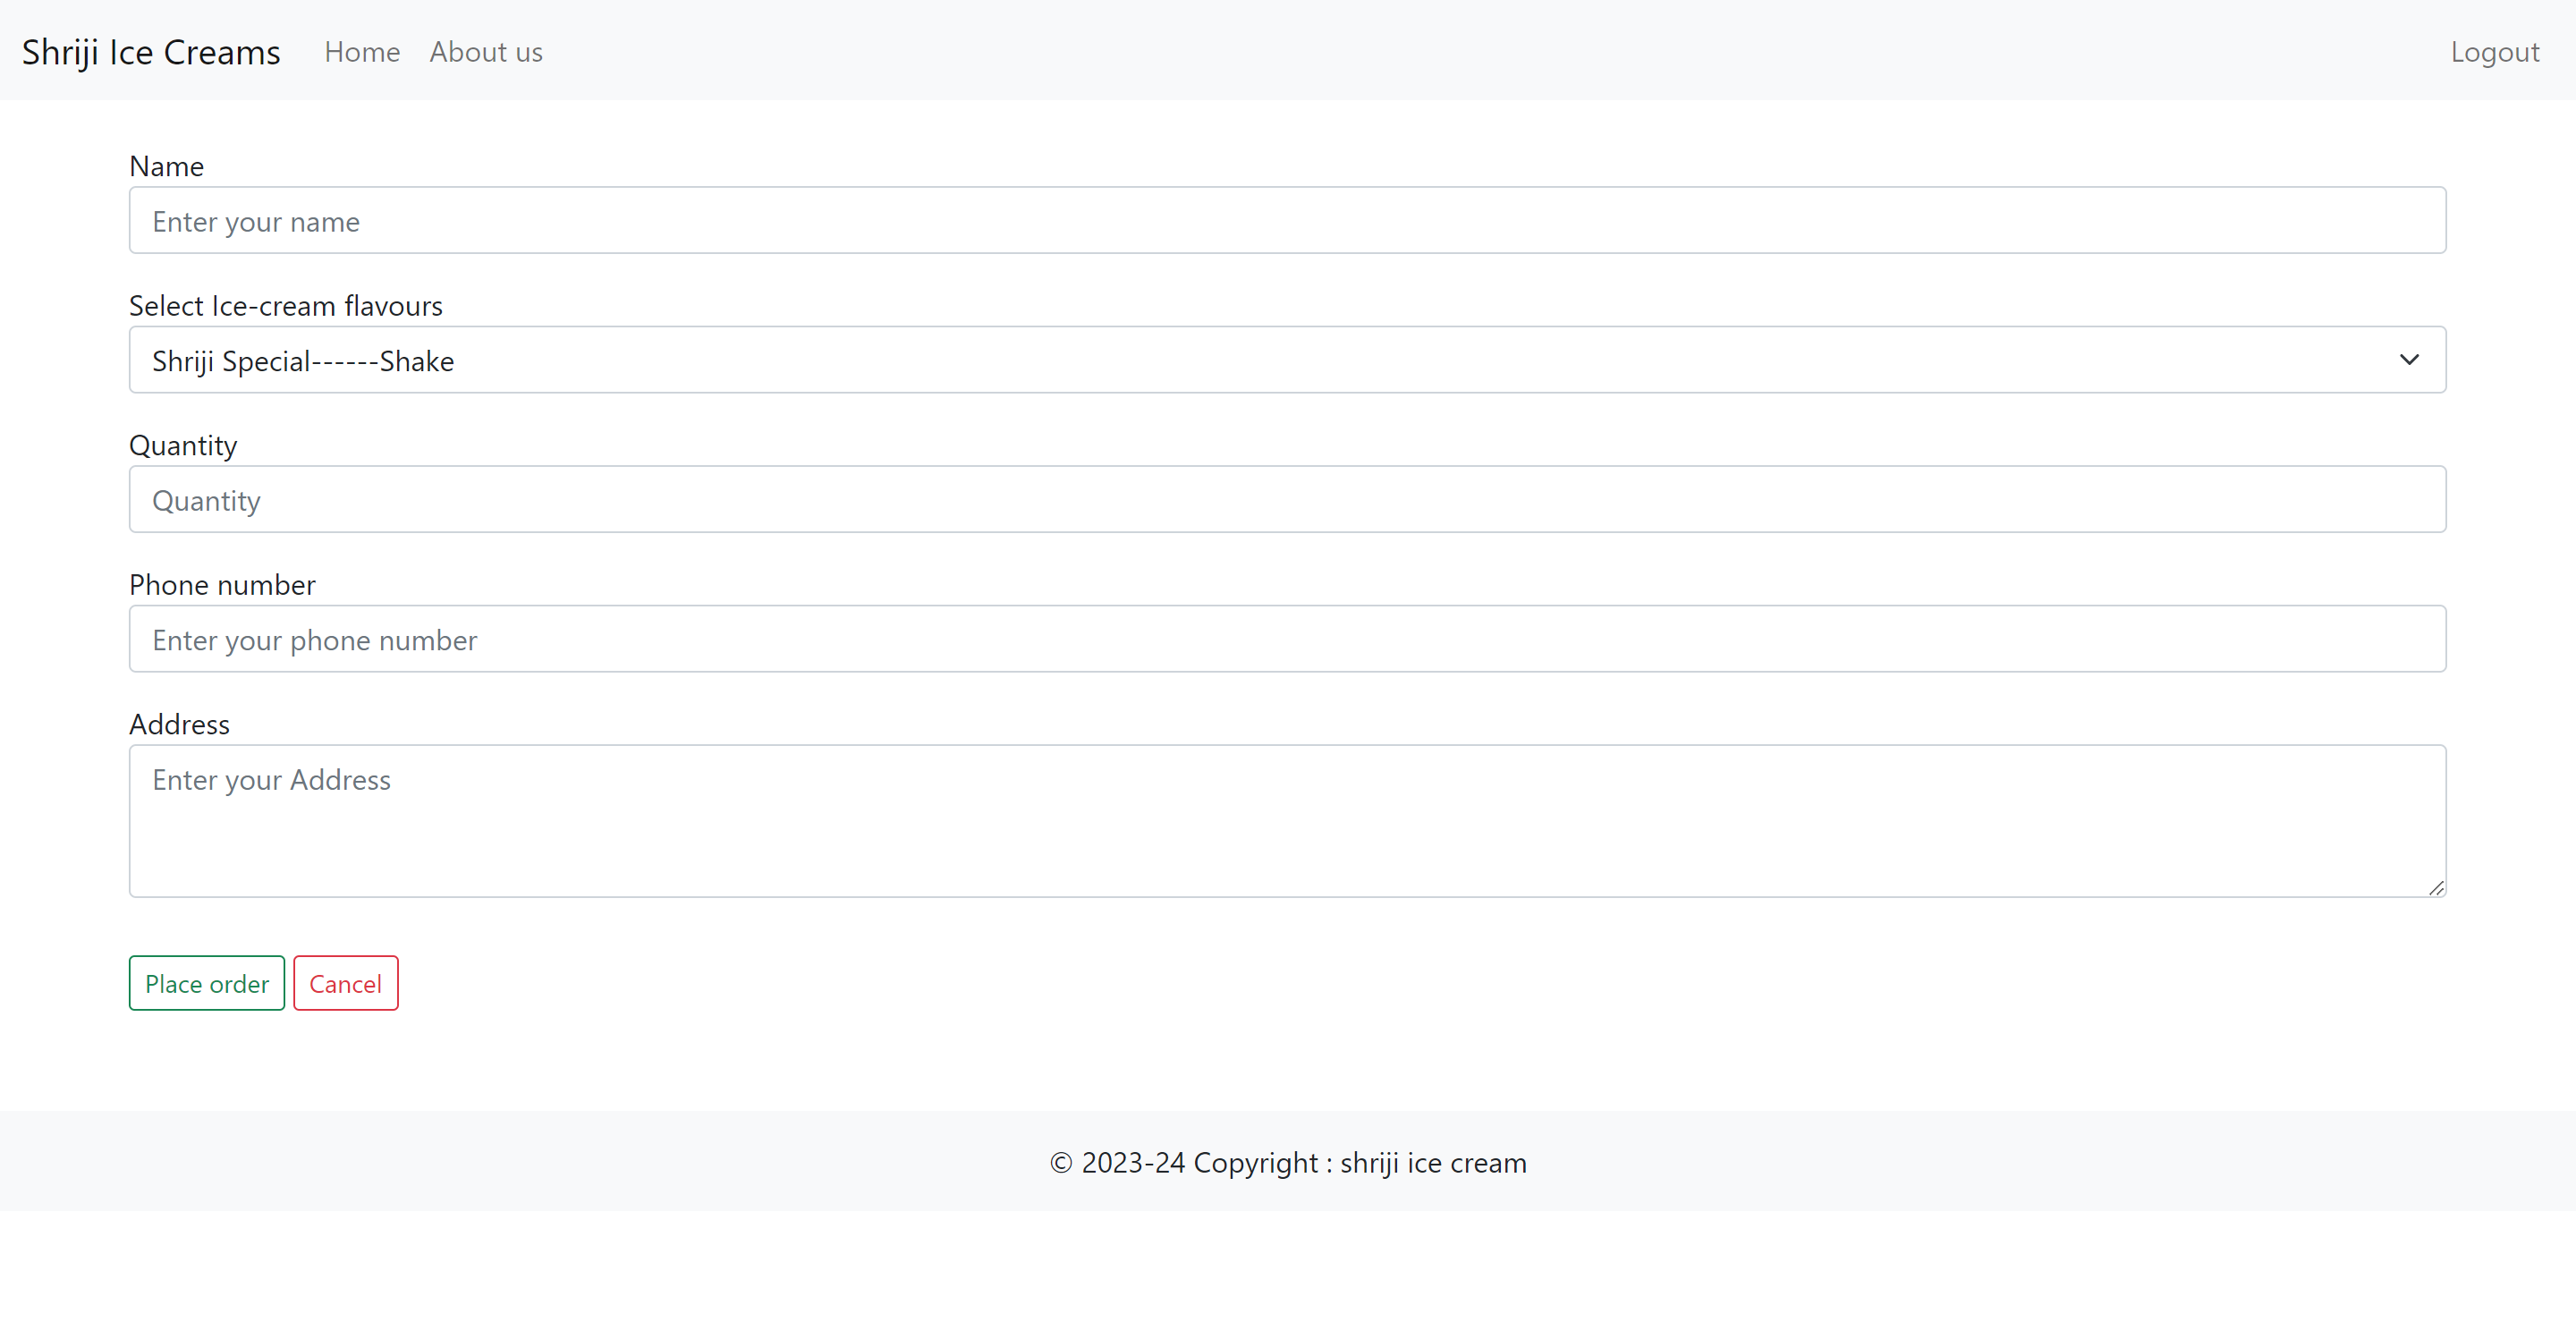 Shriji Ice Creams Home About us Logout
Name
Enter your name
Select Ice-cream flavours
Shriji Special------Shake
Quantity
Quantity
Phone number
Enter your phone number
Address
Enter your Address
Place order Cancel
© 2023-24 Copyright : shriji ice cream